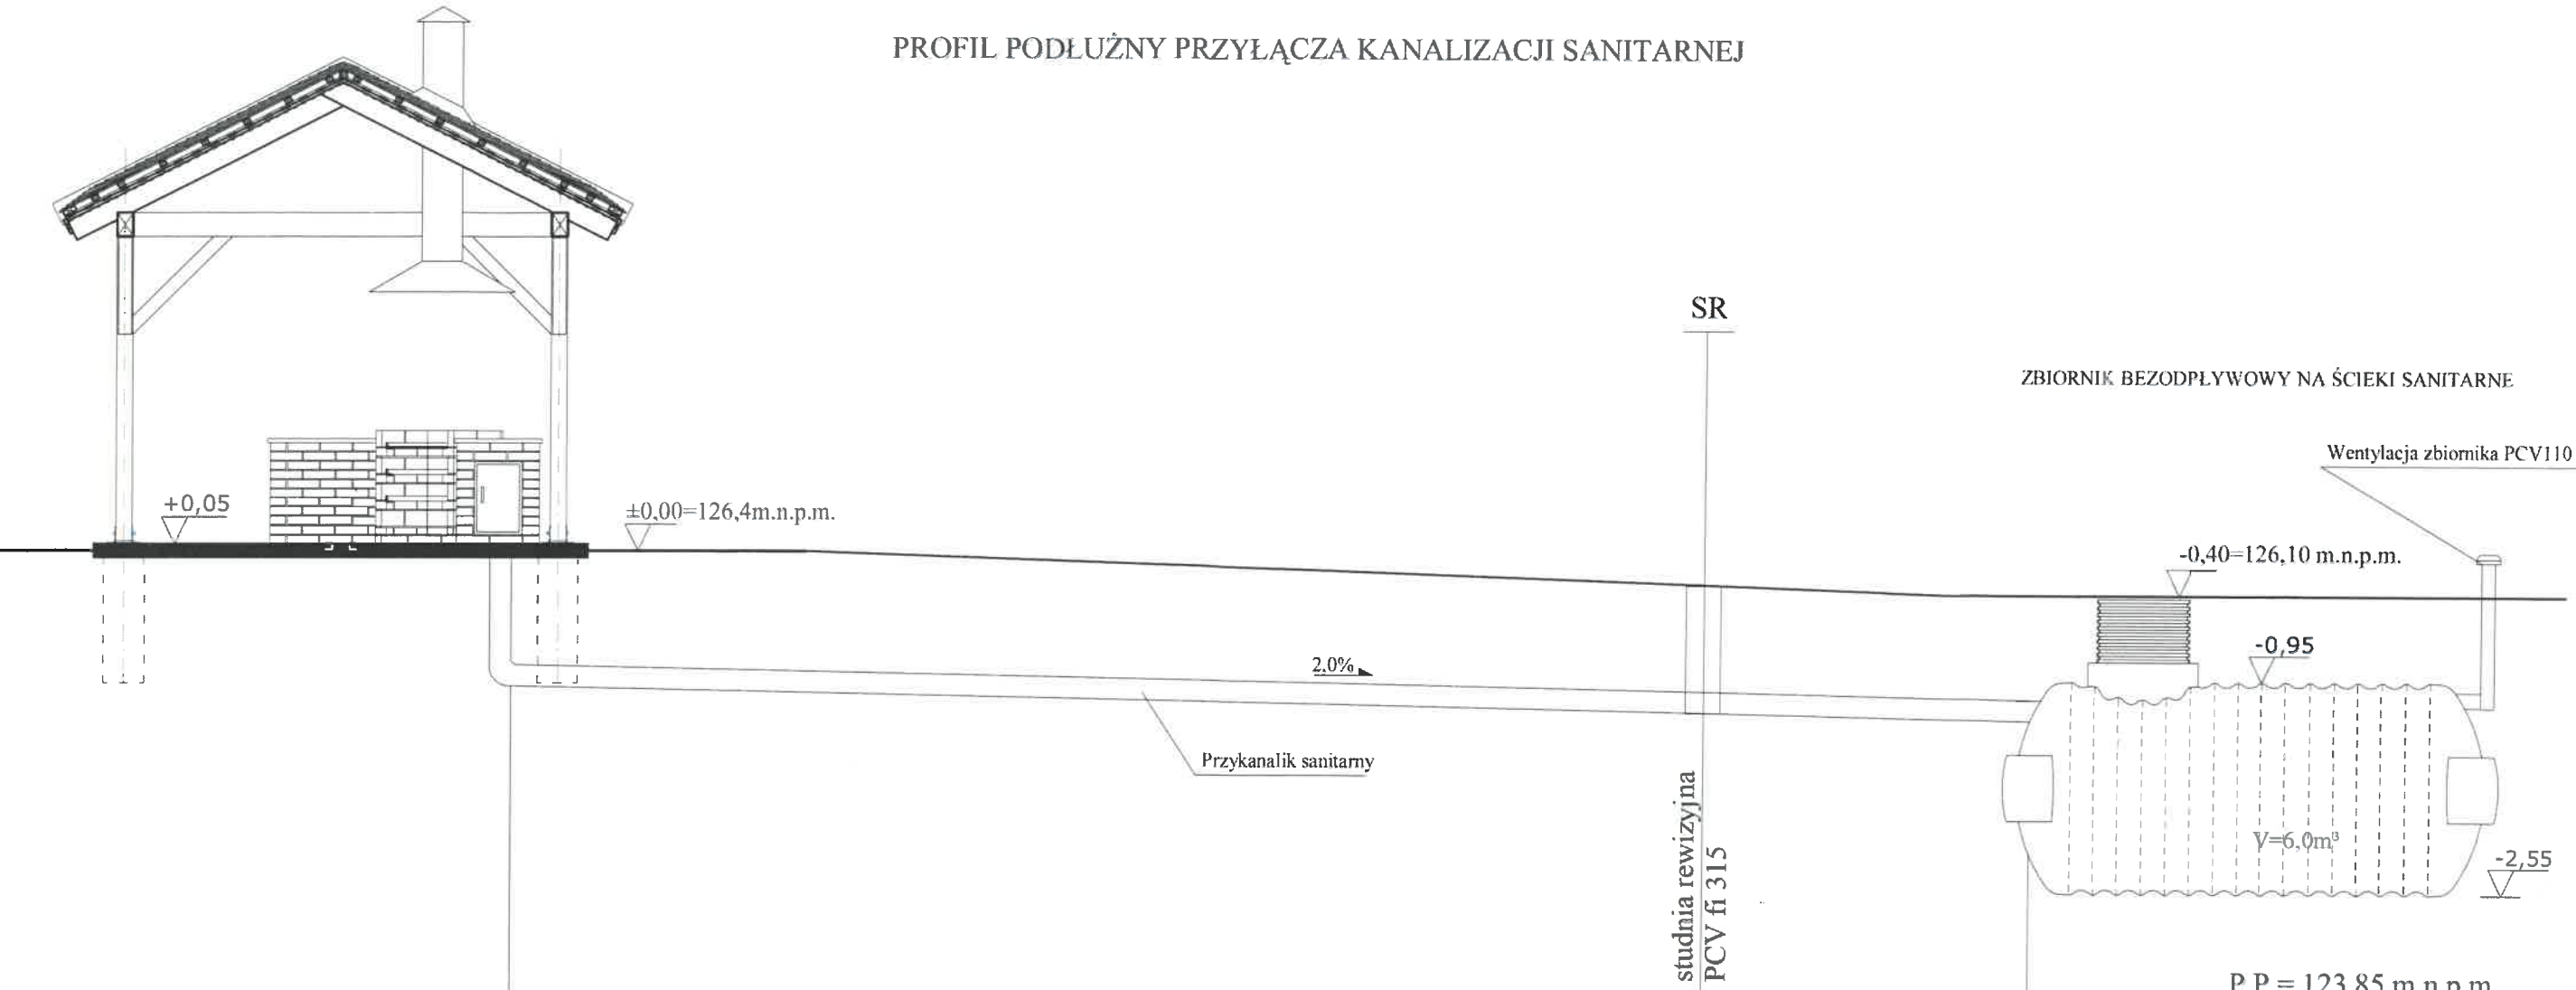 PROFIL PODŁUŻNY PRZYŁĄCZA KANALIZACJI SANITARNEJ
SR
ZBIORNIK BEZODPŁYWOWY NA ŚCIEKI SANITARNE
Wentylacja zbiornika PCV110
+0,05
±0,00=126,4m.n.p.m.
-0,40=126,10 m.n.p.m.
-0,95
2,0%
Przykanalik sanitarny
studnia rewizyjna
PCV fi 315
V=6,0m³
-2,55
P.P = 123,85 m.n.p.m.